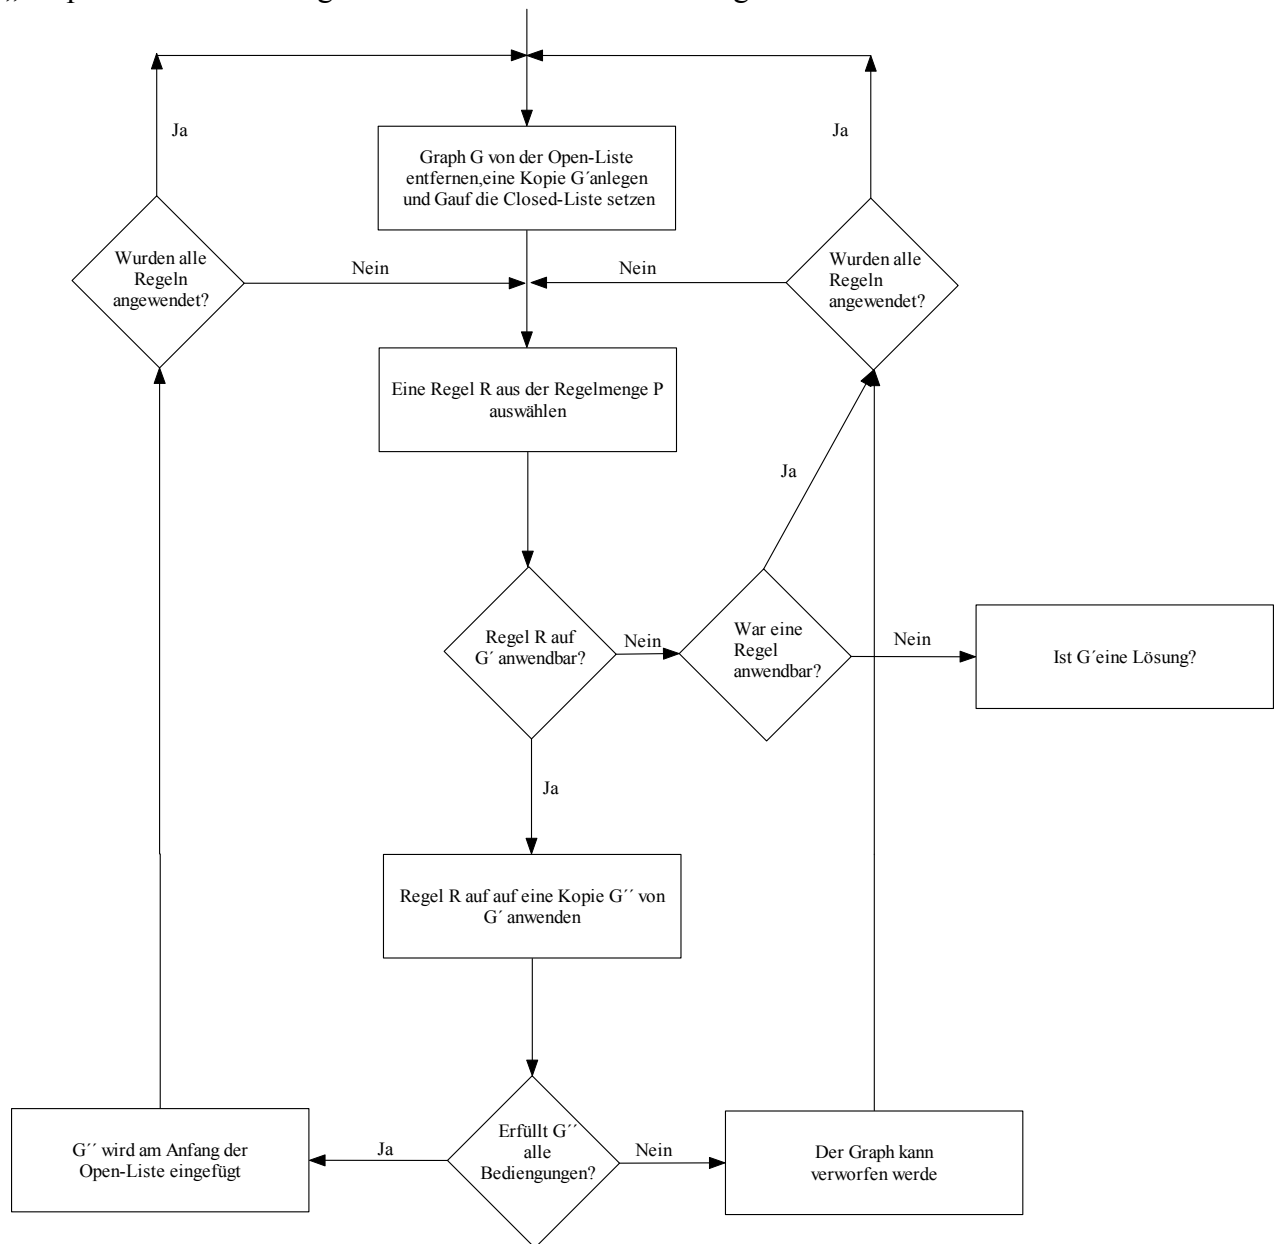 Ja
Ja
Graph G von der Open-Liste
entfernen,eine Kopie G´anlegen
und Gauf die Closed-Liste setzen
Wurden alle
Regeln
angewendet?
Nein
Nein
Wurden alle
Regeln
angewendet?
Eine Regel R aus der Regelmenge P
auswählen
Ja
Regel R auf
G´ anwendbar?
Nein
War eine
Regel
anwendbar?
Nein
Ist G´eine Lösung?
Ja
Regel R auf auf eine Kopie G´´ von
G´ anwenden
G´´ wird am Anfang der
Open-Liste eingefügt
Ja
Erfüllt G´´
alle
Bediengungen?
Nein
Der Graph kann
verworfen werde